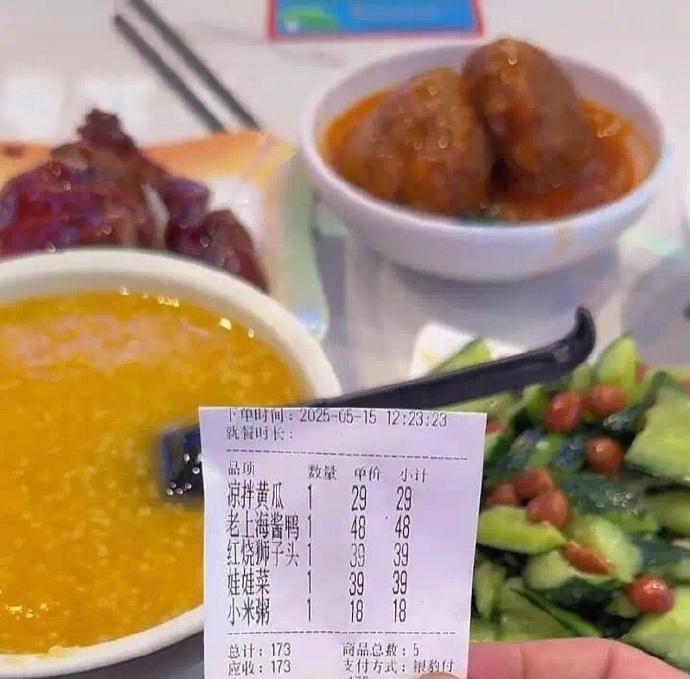 下单时间：2025-05-15 12:23:23
就餐时长：
品项 数量 单价 小计
凉拌黄瓜 1 29 29
老上海酱鸭 1 48 48
红烧狮子头 1 39 39
娃娃菜 1 39 39
小米粥 1 18 18
总计：173 商品总数：5
应收：173 支付方式：银豹付